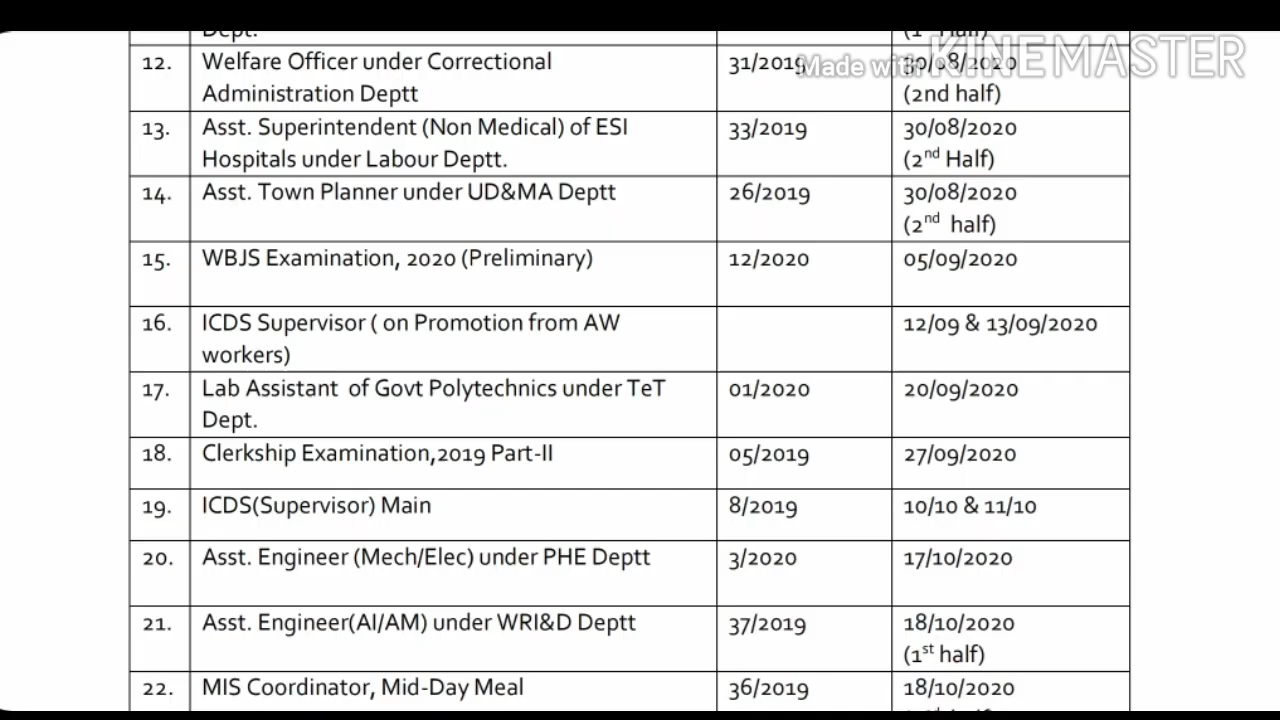 Dept.
(1st Half)
Made with KINEMASTER
12. Welfare Officer under Correctional 31/2019 30/08/2020
Administration Deptt (2nd half)
13. Asst. Superintendent (Non Medical) of ESI 33/2019 30/08/2020
Hospitals under Labour Deptt. (2nd Half)
14. Asst. Town Planner under UD&MA Deptt 26/2019 30/08/2020
(2nd half)
15. WBJS Examination, 2020 (Preliminary) 12/2020 05/09/2020
16. ICDS Supervisor ( on Promotion from AW 12/09 & 13/09/2020
workers)
17. Lab Assistant of Govt Polytechnics under TeT 01/2020 20/09/2020
Dept.
18. Clerkship Examination,2019 Part-II 05/2019 27/09/2020
19. ICDS(Supervisor) Main 8/2019 10/10 & 11/10
20. Asst. Engineer (Mech/Elec) under PHE Deptt 3/2020 17/10/2020
21. Asst. Engineer(AI/AM) under WRI&D Deptt 37/2019 18/10/2020
(1st half)
22. MIS Coordinator, Mid-Day Meal 36/2019 18/10/2020